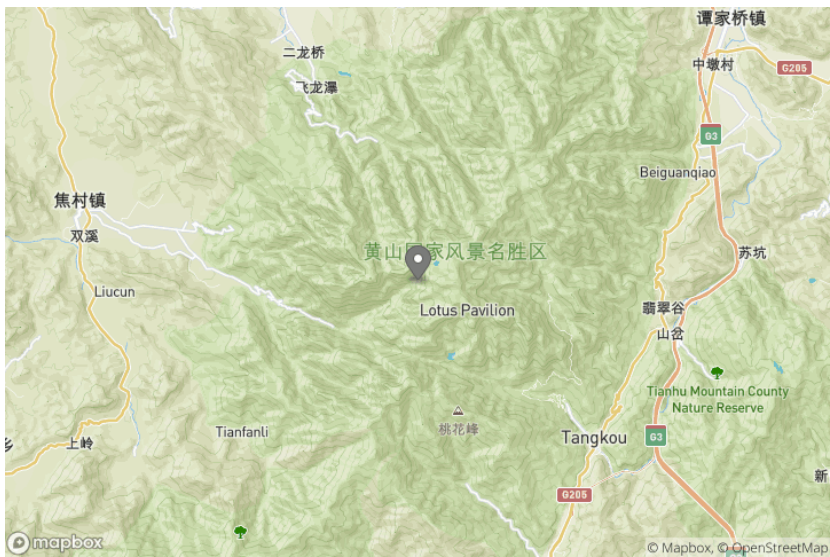 谭家桥镇
二龙桥
中墩村
G205
飞龙瀑
G3
Beiguanqiao
焦村镇
双溪
黄山国家风景名胜区
苏坑
Liucun
Lotus Pavilion
翡翠谷
山岔
Tianhu Mountain County
Nature Reserve
桃花峰
Tianfanli
Tangkou
G3
上岭
乡
新
G205
mapbox
© Mapbox, © OpenStreetMap